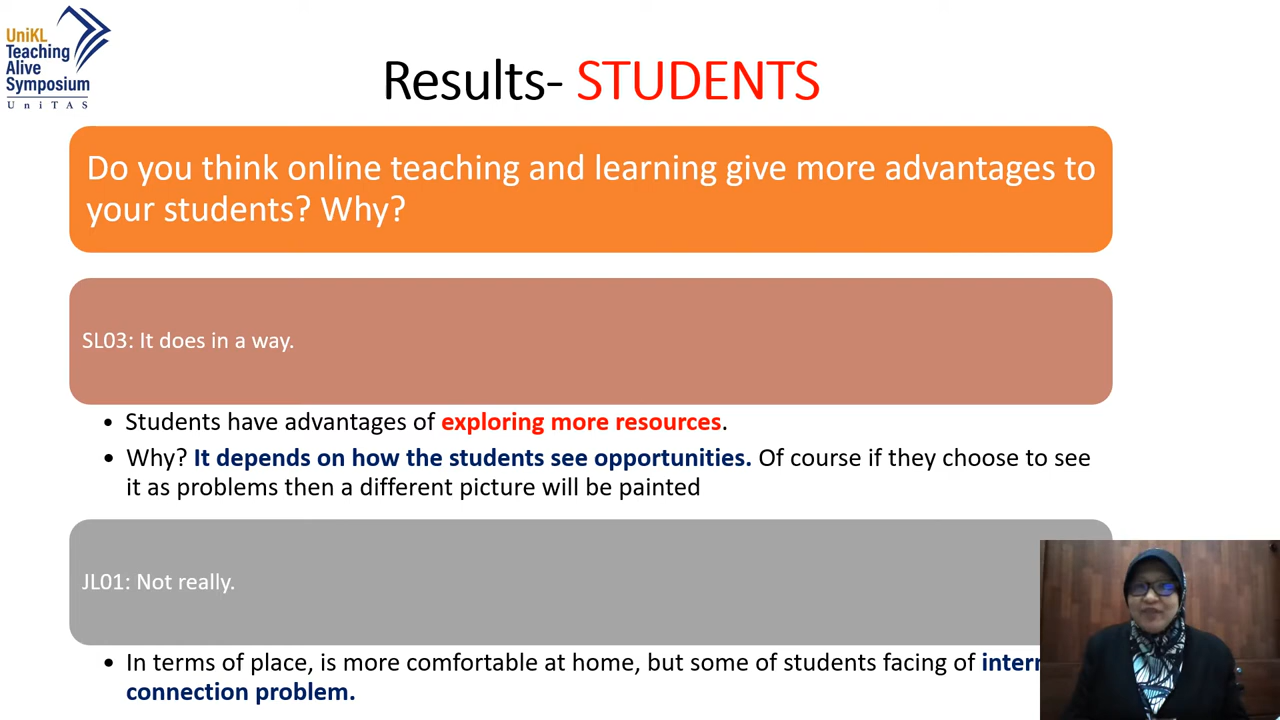 UniKL
Teaching
Alive
Symposium
UniTAS
Results- STUDENTS
Do you think online teaching and learning give more advantages to
your students? Why?
SL03: It does in a way.
• Students have advantages of exploring more resources.
• Why? It depends on how the students see opportunities. Of course if they choose to see
it as problems then a different picture will be painted
JL01: Not really.
• In terms of place, is more comfortable at home, but some of students facing of
connection problem.